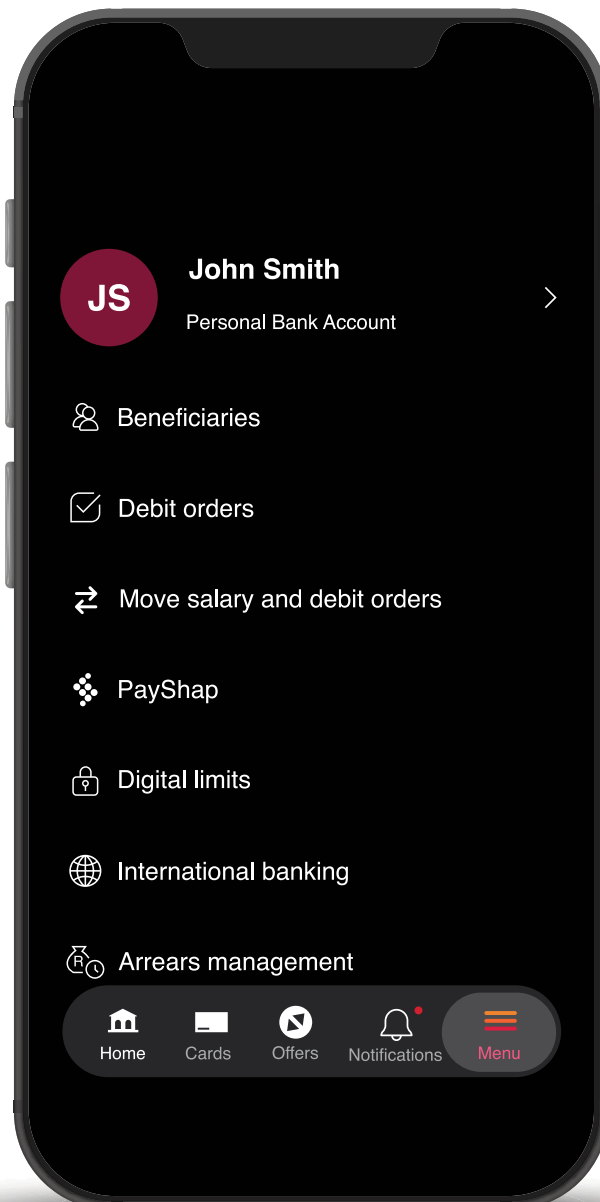 JS
John Smith
Personal Bank Account
Beneficiaries
Debit orders
Move salary and debit orders
PayShap
Digital limits
International banking
R
Arrears management
Home
Cards
Offers
Notifications
Menu